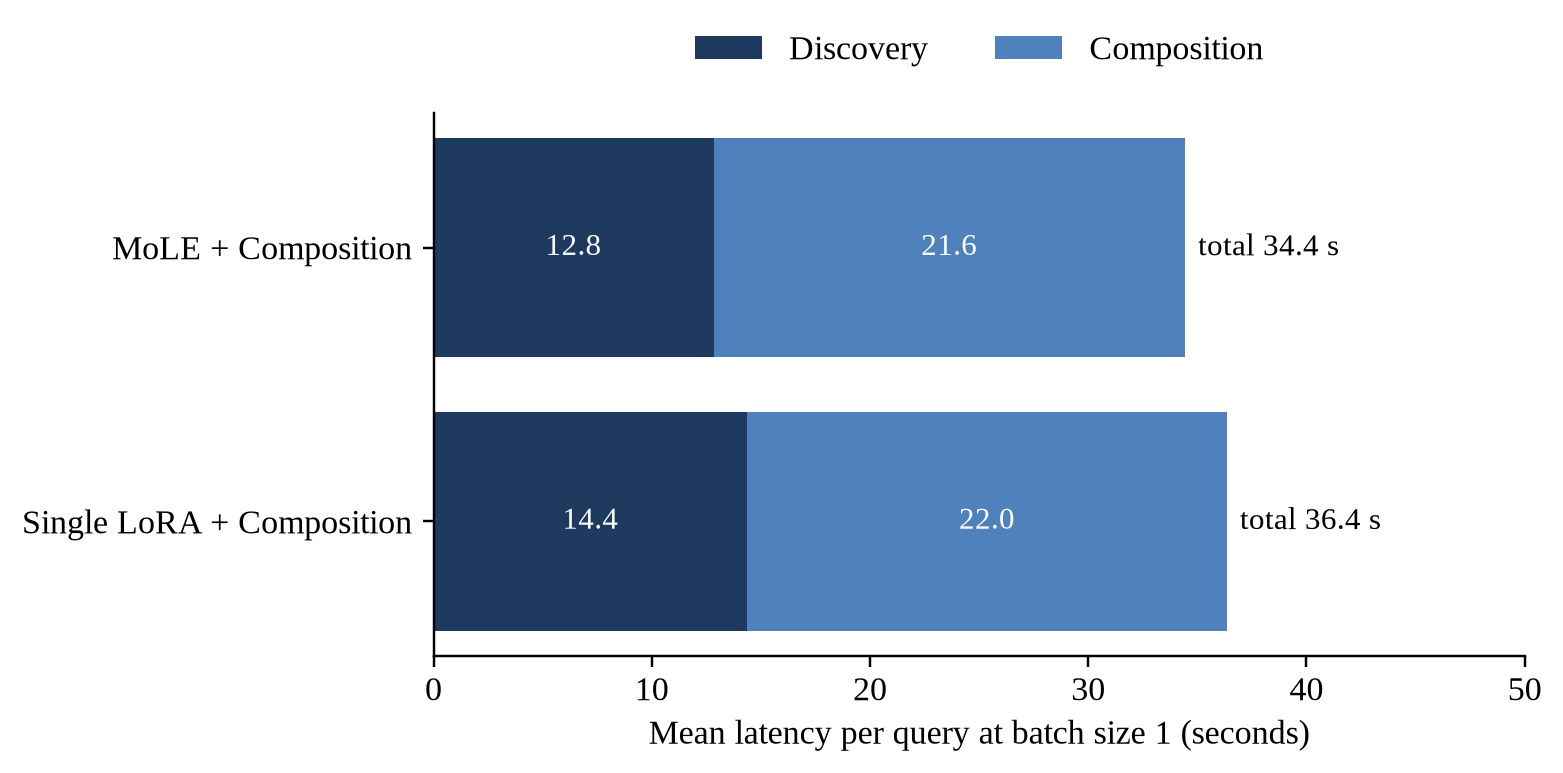 Discovery Composition
MoLE + Composition 12.8 21.6 total 34.4 s
Single LoRA + Composition 14.4 22.0 total 36.4 s
0 10 20 30 40 50
Mean latency per query at batch size 1 (seconds)